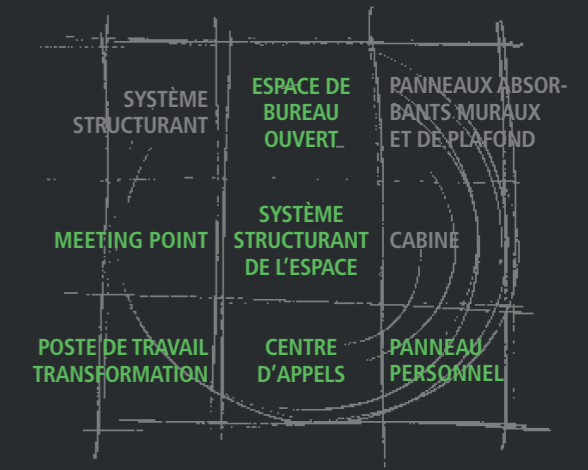 SYSTÈME
STRUCTURANT
ESPACE DE
BUREAU
OUVERT
PANNEAUX ABSOR-
BANTS MURAUX
ET DE PLAFOND
MEETING POINT
SYSTÈME
STRUCTURANT
DE L'ESPACE
CABINE
POSTE DE TRAVAIL
TRANSFORMATION
CENTRE
D'APPELS
PANNEAU
PERSONNEL